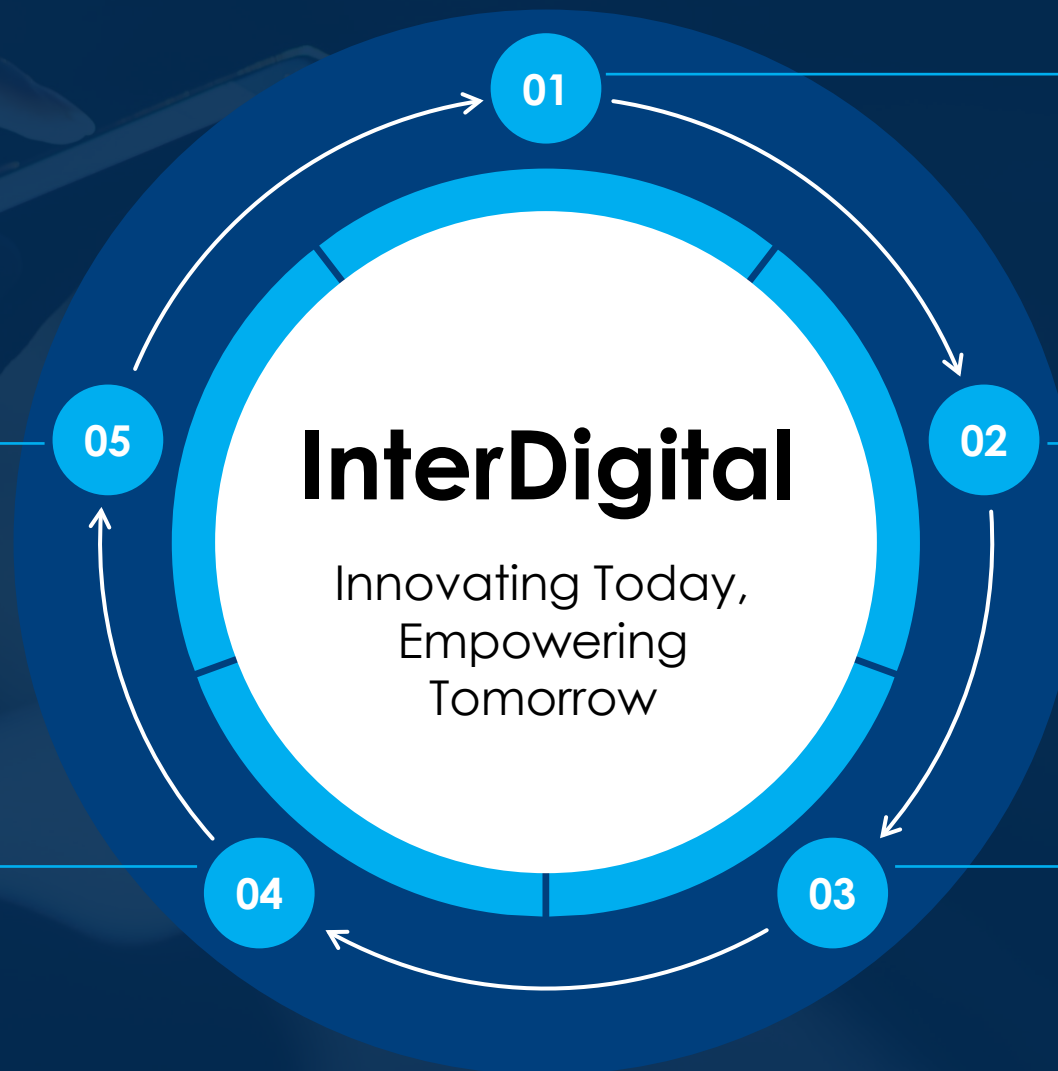 01
02
03
04
05
InterDigital
Innovating Today,
Empowering
Tomorrow